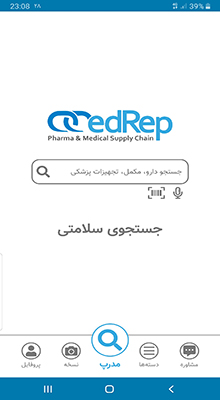 23:08 ۲۸ 39%
medRep
Pharma & Medical Supply Chain
جستجو دارو، مکمل، تجهیزات پزشکی
جستجوی سلامتی
مشاوره دسته‌ها مدرپ نسخه پروفایل